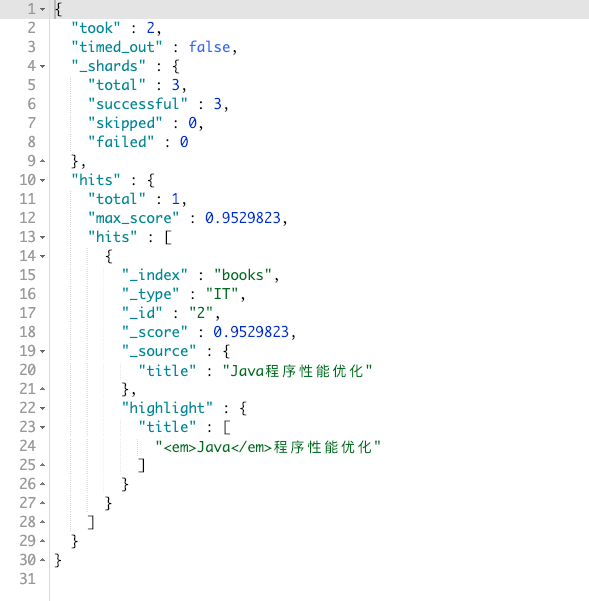 1 {
2 "took" : 2,
3 "timed_out" : false,
4 "_shards" : {
5 "total" : 3,
6 "successful" : 3,
7 "skipped" : 0,
8 "failed" : 0
9 },
10 "hits" : {
11 "total" : 1,
12 "max_score" : 0.9529823,
13 "hits" : [
14 {
15 "_index" : "books",
16 "_type" : "IT",
17 "_id" : "2",
18 "_score" : 0.9529823,
19 "_source" : {
20 "title" : "Java程序性能优化"
21 },
22 "highlight" : {
23 "title" : [
24 "<em>Java</em>程序性能优化"
25 ]
26 }
27 }
28 ]
29 }
30 }
31